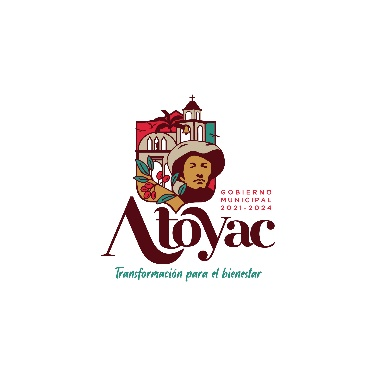 GOBIERNO
MUNICIPAL
2021-2024
Atoyac
Transformación para el bienestar